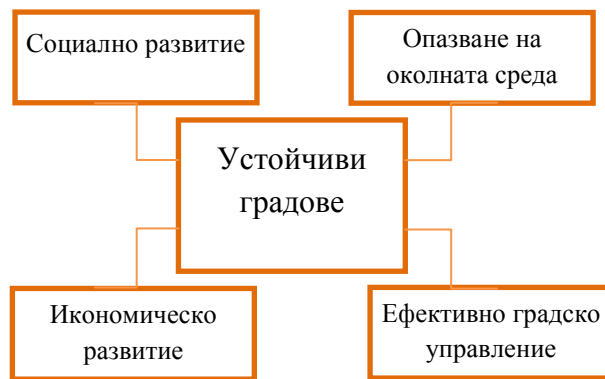 Социално развитие
Опазване на
околната среда
Устойчиви
градове
Икономическо
развитие
Ефективно градско
управление